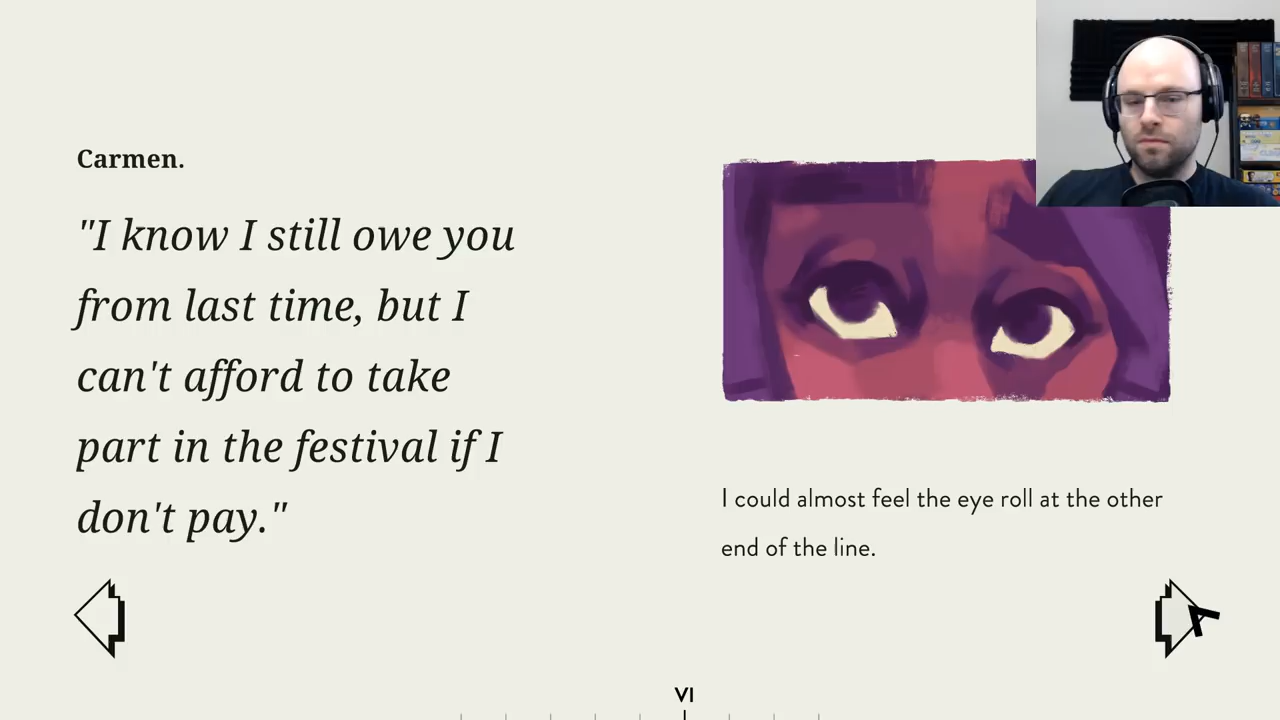 Carmen.
"I know I still owe you
from last time, but I
can't afford to take
part in the festival if I
don't pay."
I could almost feel the eye roll at the other
end of the line.
VI